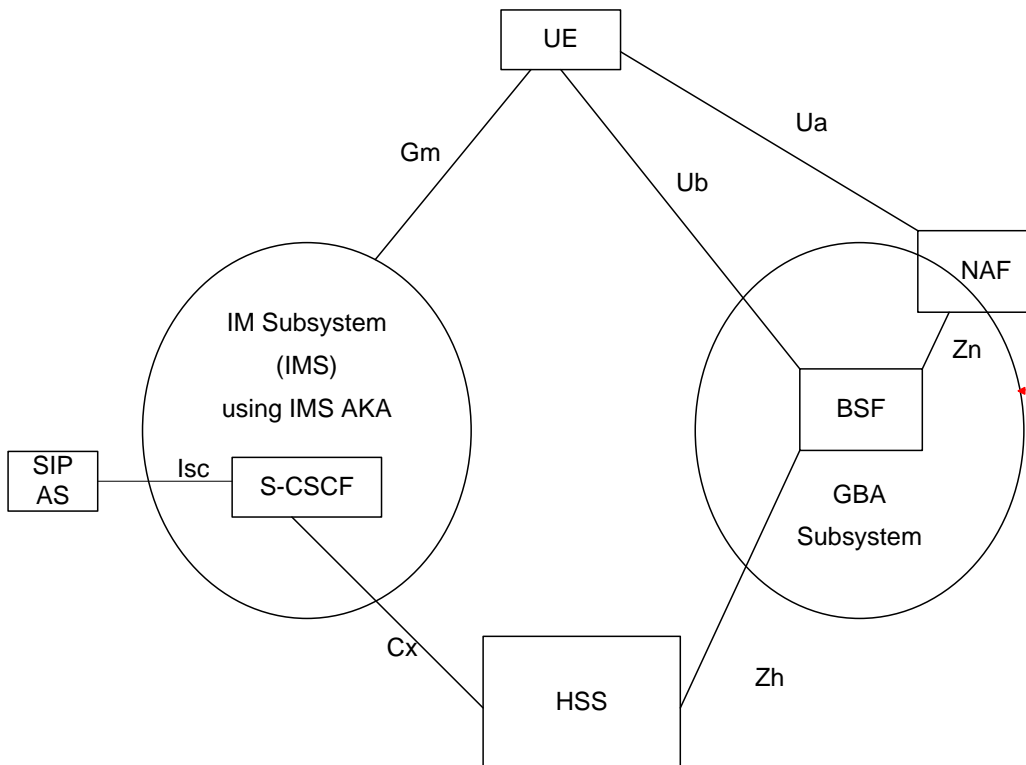 UE
Ua
Gm
Ub
NAF
IM Subsystem
(IMS)
using IMS AKA
Zn
BSF
SIP
AS
Isc
S-CSCF
GBA
Subsystem
Cx
Zh
HSS